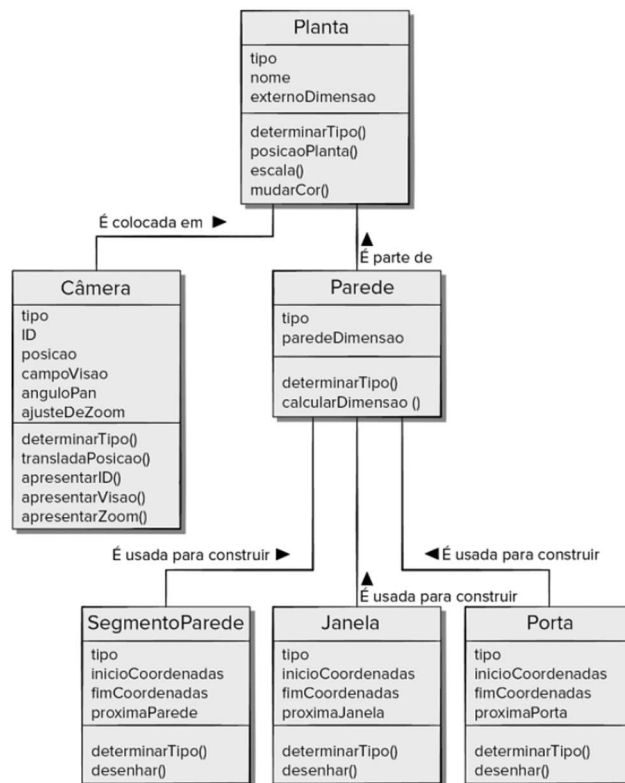 Planta
tipo
nome
externoDimensao
determinarTipo()
posicaoPlanta()
escala()
mudarCor()
É colocada em
É parte de
Câmera
tipo
ID
posicao
campoVisao
anguloPan
ajusteDeZoom
determinarTipo()
transladaPosicao()
apresentarID()
apresentarVisao()
apresentarZoom()
Parede
tipo
paredeDimensao
determinarTipo()
calcularDimensao ()
É usada para construir
É usada para construir
É usada para construir
SegmentoParede
tipo
inicioCoordenadas
fimCoordenadas
proximaParede
determinarTipo()
desenhar()
Janela
tipo
inicioCoordenadas
fimCoordenadas
proximaJanela
determinarTipo()
desenhar()
Porta
tipo
inicioCoordenadas
fimCoordenadas
proximaPorta
determinarTipo()
desenhar()